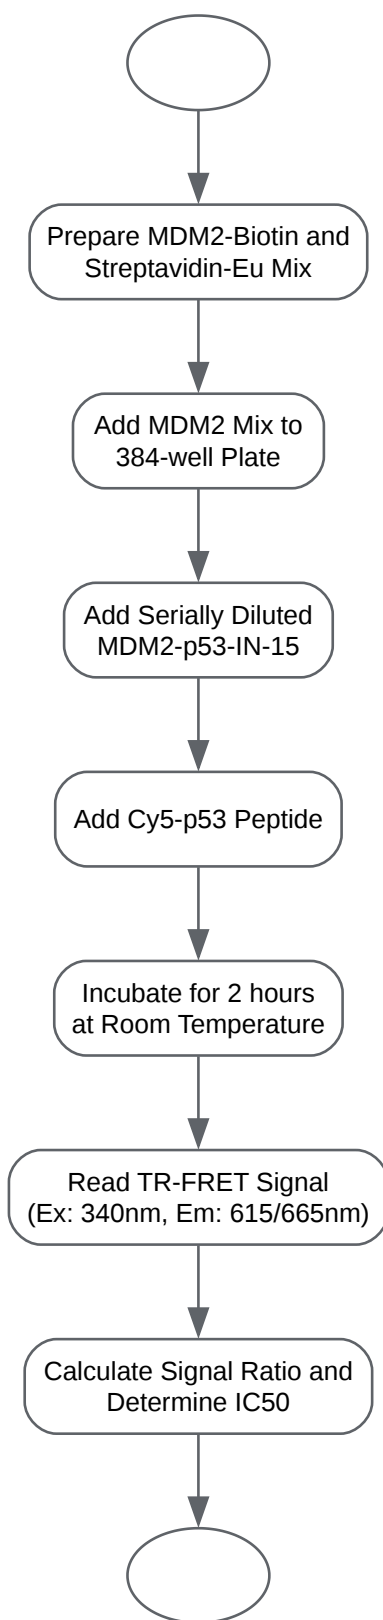 Prepare MDM2-Biotin and
Streptavidin-Eu Mix
Add MDM2 Mix to
384-well Plate
Add Serially Diluted
MDM2-p53-IN-15
Add Cy5-p53 Peptide
Incubate for 2 hours
at Room Temperature
Read TR-FRET Signal
(Ex: 340nm, Em: 615/665nm)
Calculate Signal Ratio and
Determine IC50